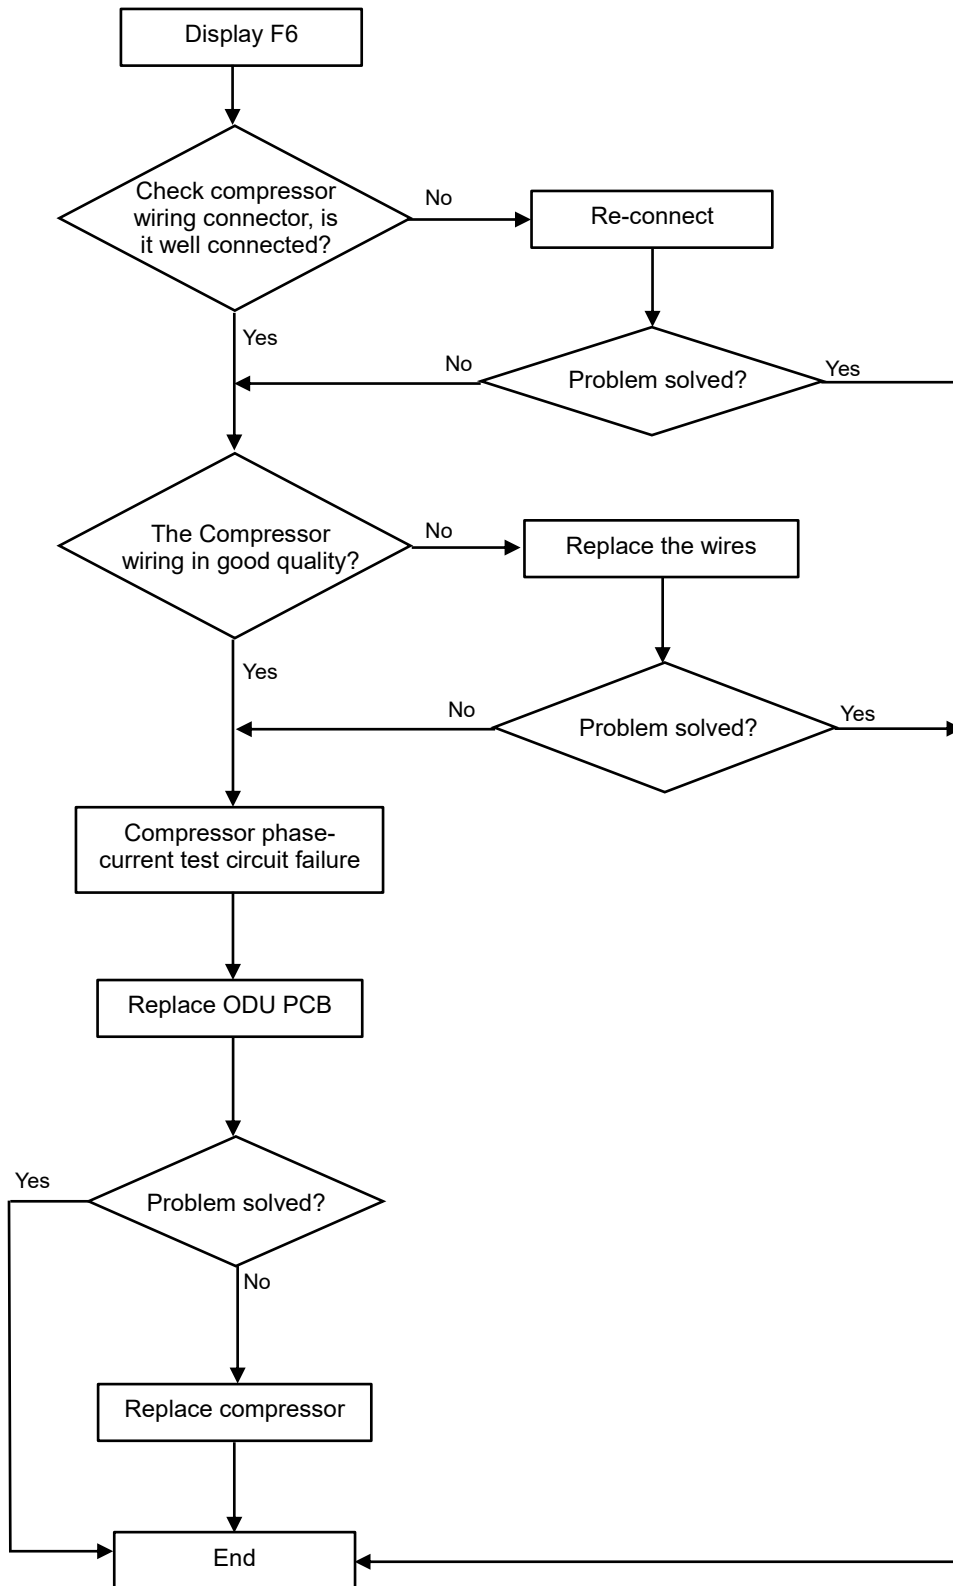 Display F6
Check compressor
wiring connector, is
it well connected?
No
Re-connect
Yes
No
Problem solved?
Yes
The Compressor
wiring in good quality?
No
Replace the wires
Yes
No
Problem solved?
Yes
Compressor phase-
current test circuit failure
Replace ODU PCB
Yes
Problem solved?
No
Replace compressor
End